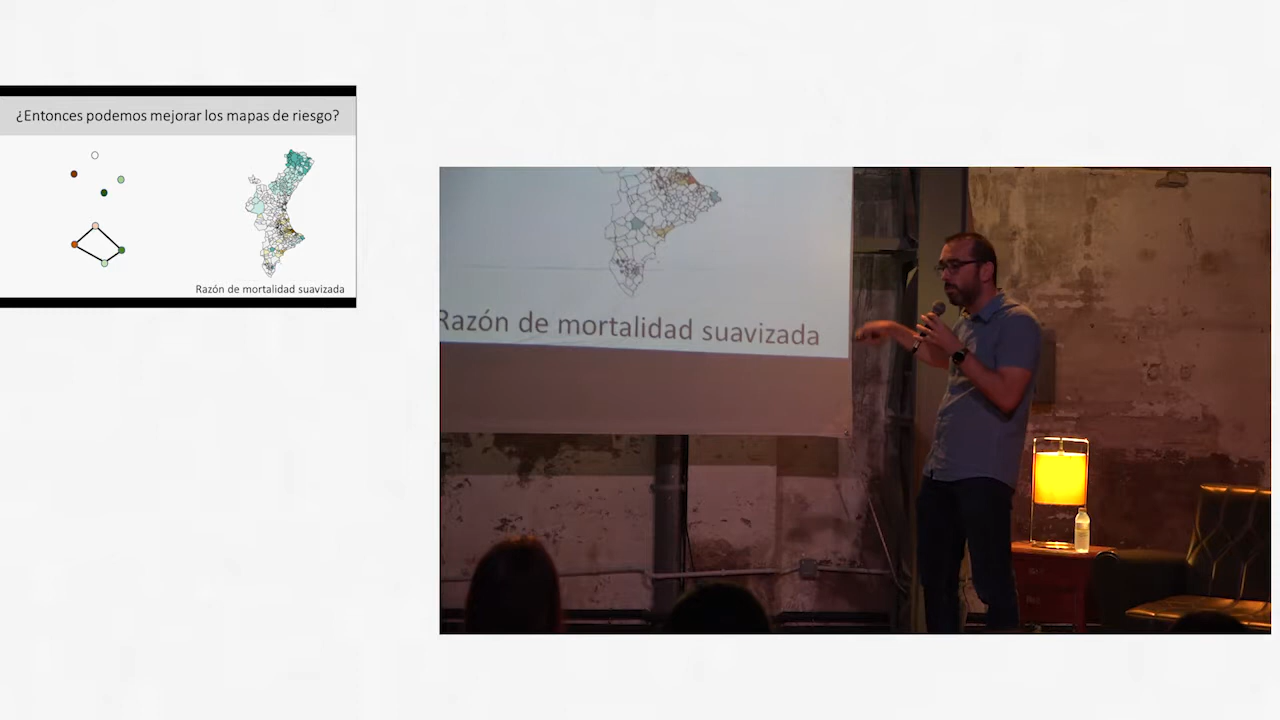 ¿Entonces podemos mejorar los mapas de riesgo?
Razón de mortalidad suavizada
Razón de mortalidad suavizada